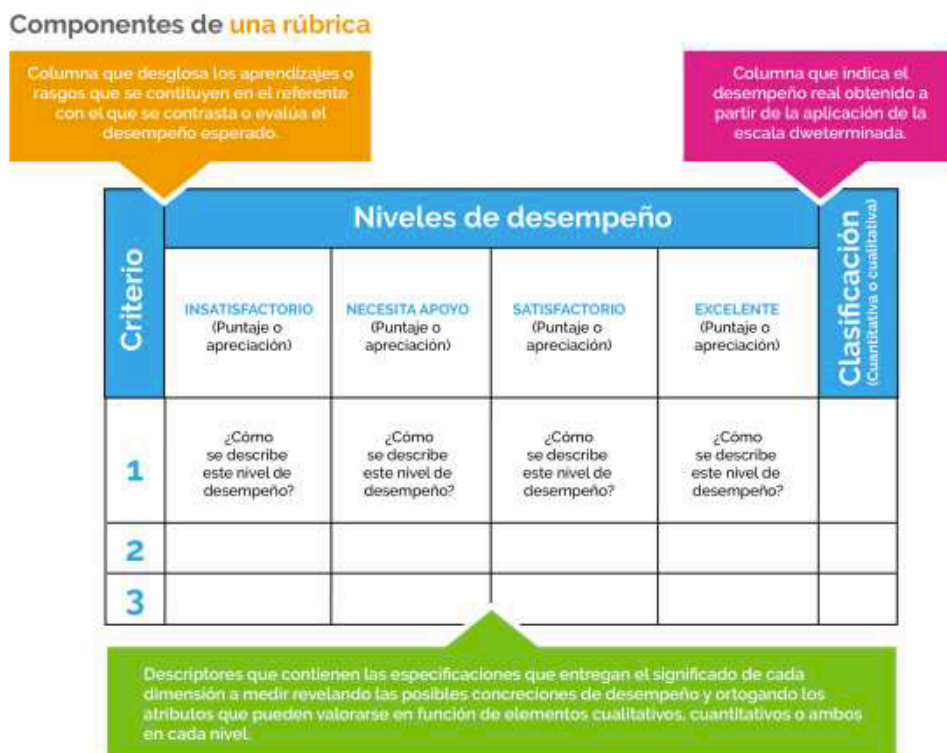 Componentes de una rúbrica
Columna que desglosa los aprendizajes o
rasgos que se contituyen en el referente
con el que se contrasta o evalúa el
desempeño esperado.
Columna que indica el
desempeño real obtenido a
partir de la aplicación de la
escala dweterminada.
Criterio
Niveles de desempeño
Clasificación
(Cuantitativa o cualitativa)
INSATISFACTORIO
(Puntaje o
apreciación)
NECESITA APOYO
(Puntaje o
apreciación)
SATISFACTORIO
(Puntaje o
apreciación)
EXCELENTE
(Puntaje o
apreciación)
1
¿Cómo
se describe
este nivel de
desempeño?
¿Cómo
se describe
este nivel de
desempeño?
¿Cómo
se describe
este nivel de
desempeño?
¿Cómo
se describe
este nivel de
desempeño?
2
3
Descriptores que contienen las especificaciones que entregan el significado de cada
dimensión a medir revelando las posibles concreciones de desempeño y ortogando los
atributos que pueden valorarse en función de elementos cualitativos, cuantitativos o ambos
en cada nivel.